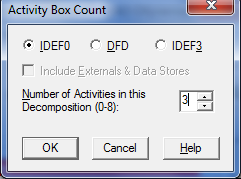 Activity Box Count
IDEF0 DFD IDEF3
Include Externals & Data Stores
Number of Activities in this
Decomposition (0-8):
3
OK Cancel Help